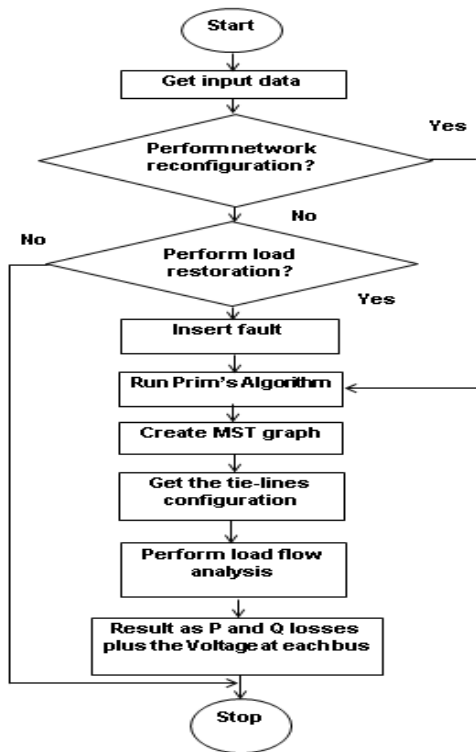 Start
Get input data
Yes
Perform network
reconfiguration?
No
No
Perform load
restoration?
Yes
Insert fault
Run Prim's Algorithm
Create MST graph
Get the tie-lines
configuration
Perform load flow
analysis
Result as P and Q losses
plus the Voltage at each bus
Stop